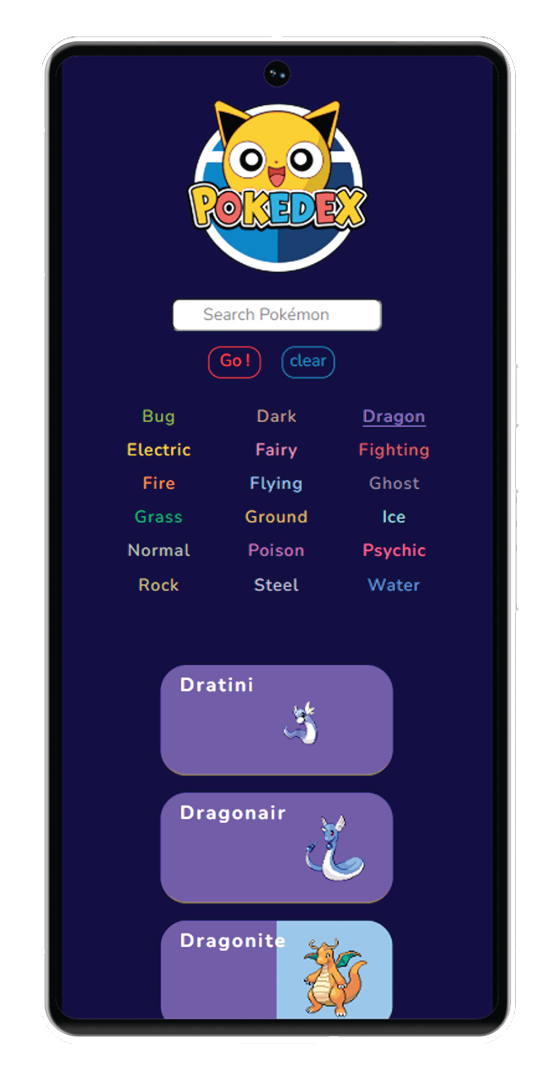 POKEDEX
Search Pokémon
Go ! clear
Bug Dark Dragon
Electric Fairy Fighting
Fire Flying Ghost
Grass Ground Ice
Normal Poison Psychic
Rock Steel Water
Dratini
Dragonair
Dragonite